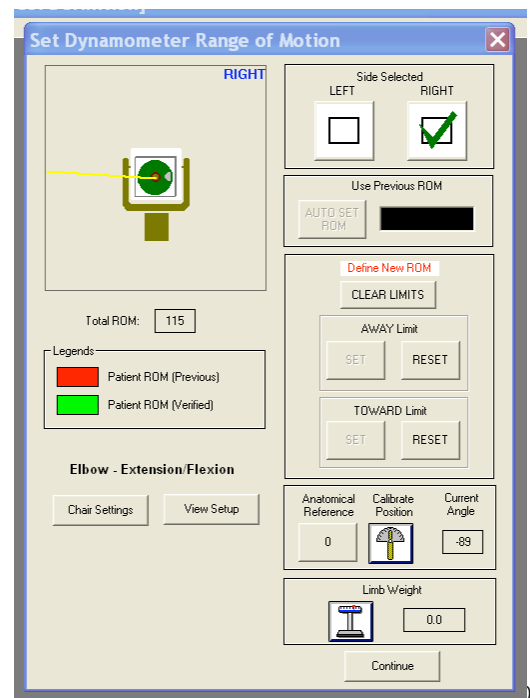 Set Dynamometer Range of Motion
RIGHT
Total ROM: 115
Legends
Patient ROM (Previous)
Patient ROM (Verified)
Elbow - Extension/Flexion
Chair Settings
View Setup
Side Selected
LEFT RIGHT
Use Previous ROM
AUTO SET
ROM
Define New ROM
CLEAR LIMITS
AWAY Limit
SET RESET
TOWARD Limit
SET RESET
Anatomical Reference
Calibrate Position
Current Angle
0
-89
Limb Weight
0.0
Continue
)